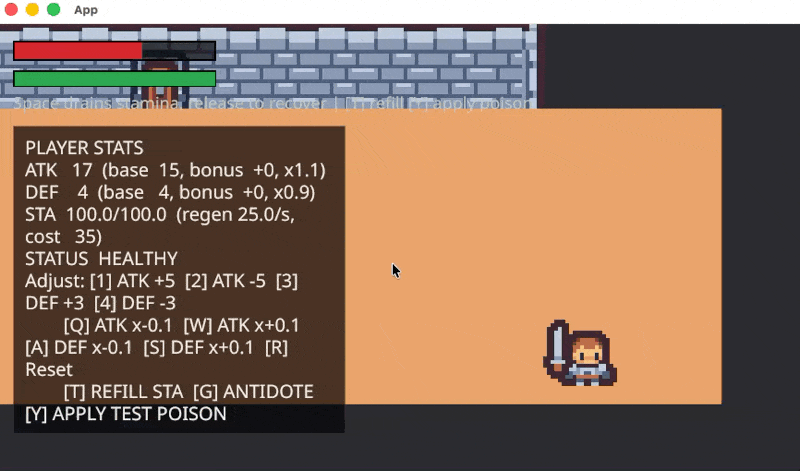 App
Space drains stamina, release to recover | [T] refill [Y] apply poison
PLAYER STATS
ATK 17 (base 15, bonus +0, x1.1)
DEF 4 (base 4, bonus +0, x0.9)
STA 100.0/100.0 (regen 25.0/s,
cost 35)
STATUS HEALTHY
Adjust: [1] ATK +5 [2] ATK -5 [3]
DEF +3 [4] DEF -3
[Q] ATK x-0.1 [W] ATK x+0.1
[A] DEF x-0.1 [S] DEF x+0.1 [R]
Reset
[T] REFILL STA [G] ANTIDOTE
[Y] APPLY TEST POISON